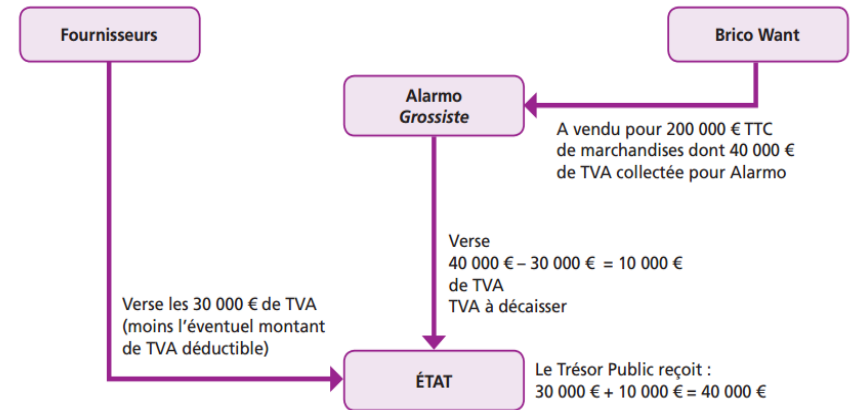 Fournisseurs
Brico Want
Alarmo
Grossiste
A vendu pour 200 000 € TTC
de marchandises dont 40 000 €
de TVA collectée pour Alarmo
Verse
40 000 € – 30 000 € = 10 000 €
de TVA
TVA à décaisser
Verse les 30 000 € de TVA
(moins l'éventuel montant
de TVA déductible)
ÉTAT
Le Trésor Public reçoit :
30 000 € + 10 000 € = 40 000 €